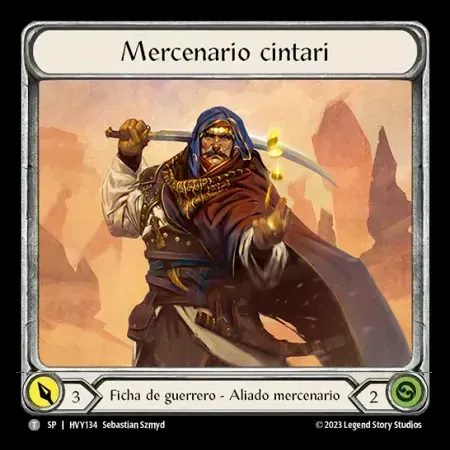 Mercenario cintari
3 Ficha de guerrero - Aliado mercenario 2
T SP | HVY134 Sebastian Szmyd ©2023 Legend Story Studios